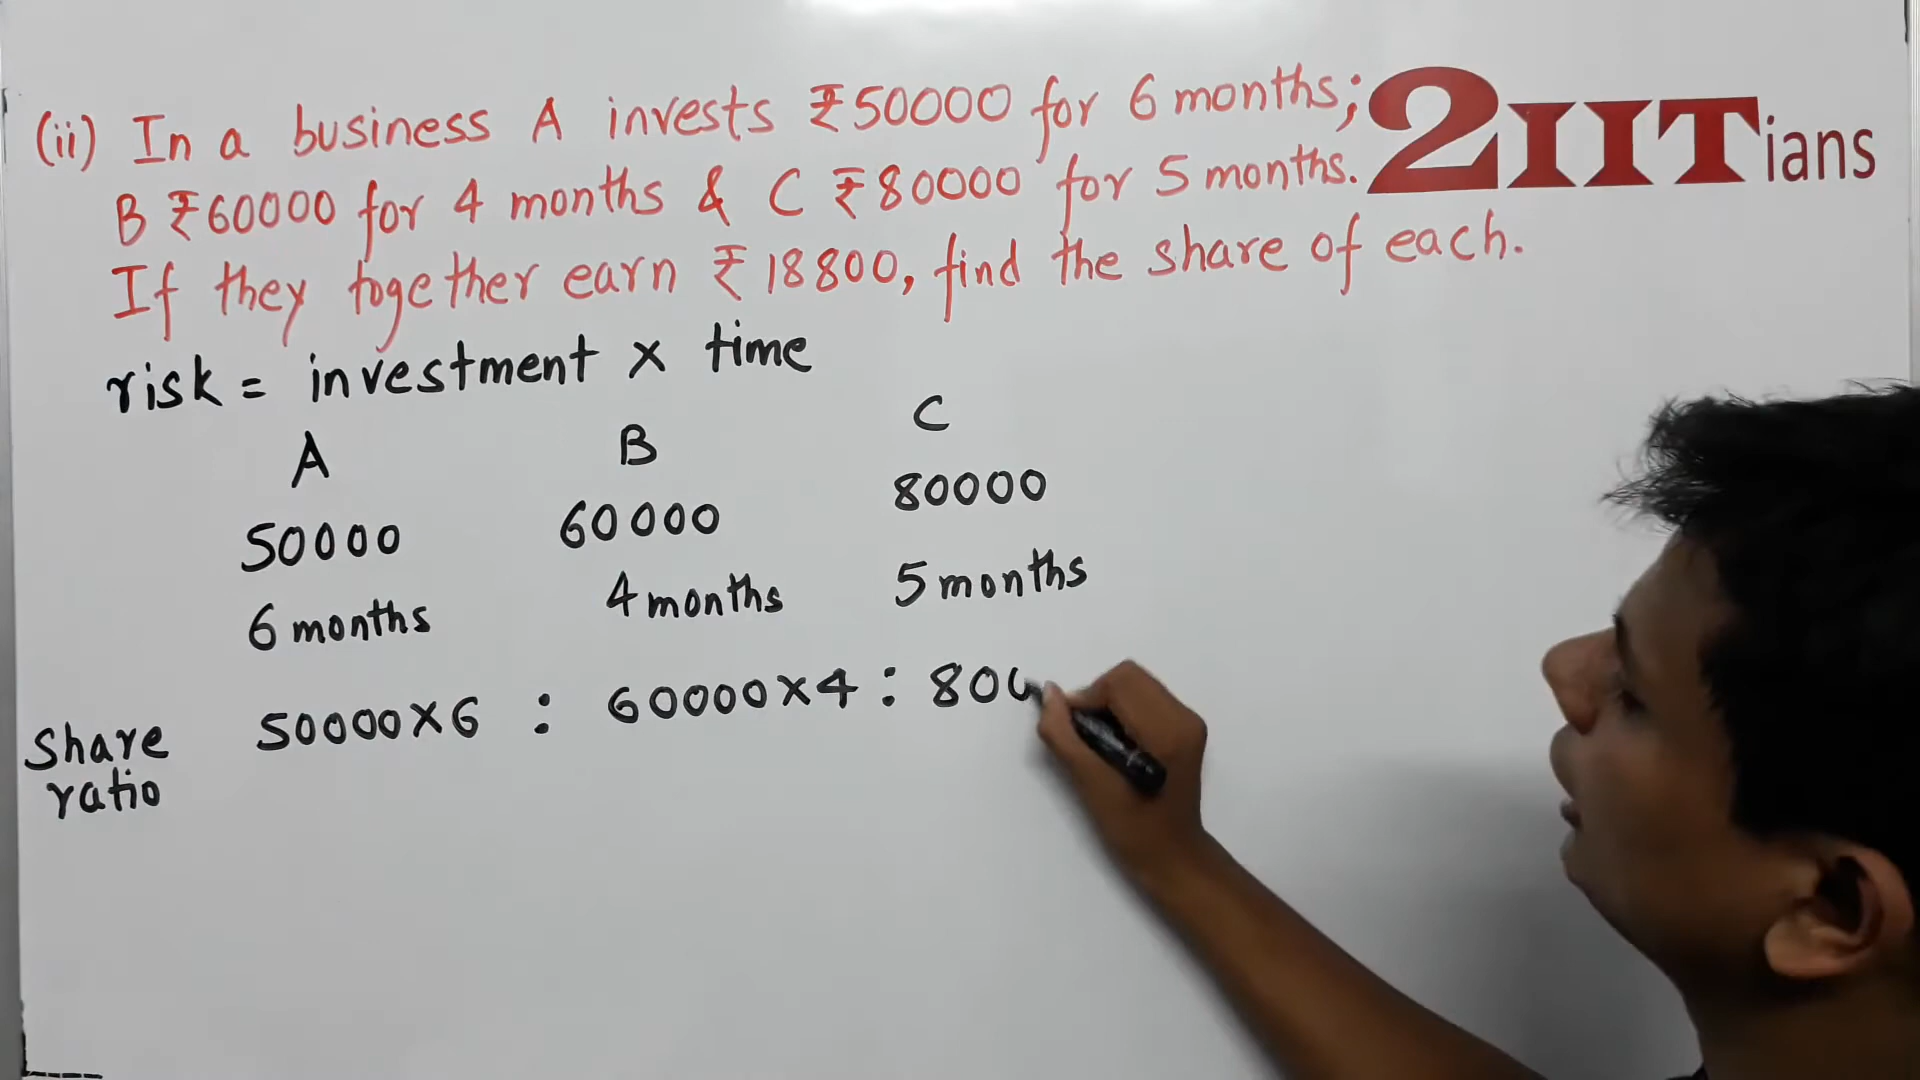 (ii) In a business A invests ₹50000 for 6 months;
B ₹60000 for 4 months & C ₹80000 for 5 months.
If they together earn ₹18800, find the share of each.
2IITians
risk = investment × time
A B C
50000 60000 80000
6 months 4 months 5 months
Share ratio 50000×6 : 60000×4 : 800